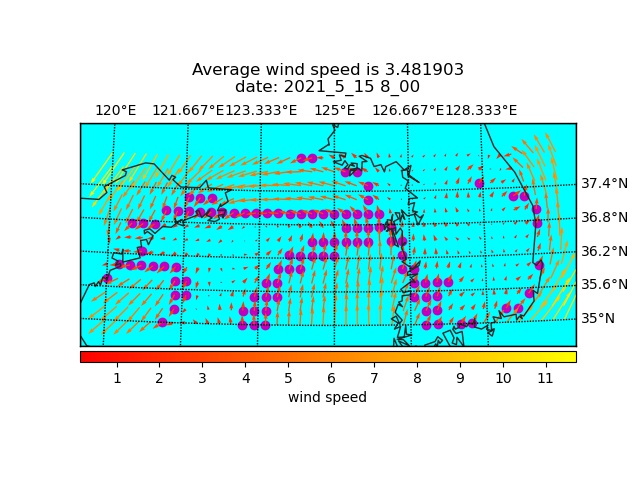 Average wind speed is 3.481903
date: 2021_5_15 8_00
120°E 121.667°E 123.333°E 125°E 126.667°E 128.333°E
37.4°N
36.8°N
36.2°N
35.6°N
35°N
1 2 3 4 5 6 7 8 9 10 11
wind speed